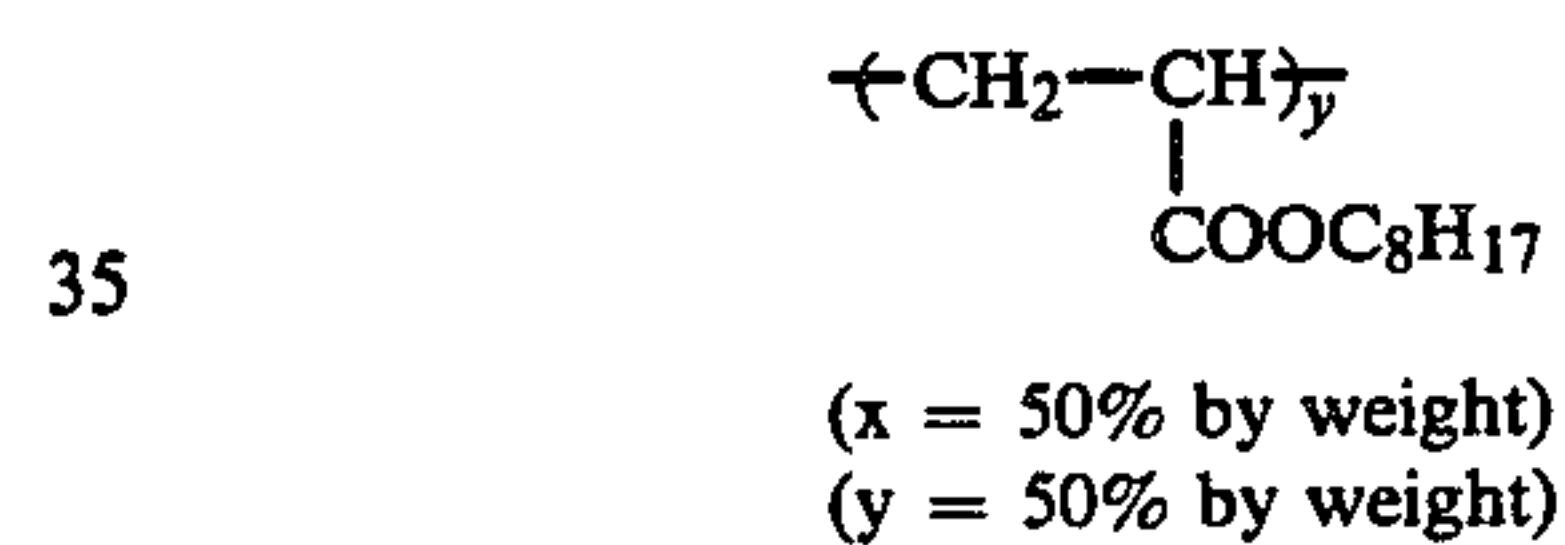 -(CH₂—CH)y-
COOC₈H₁₇
35
(x = 50% by weight)
(y = 50% by weight)